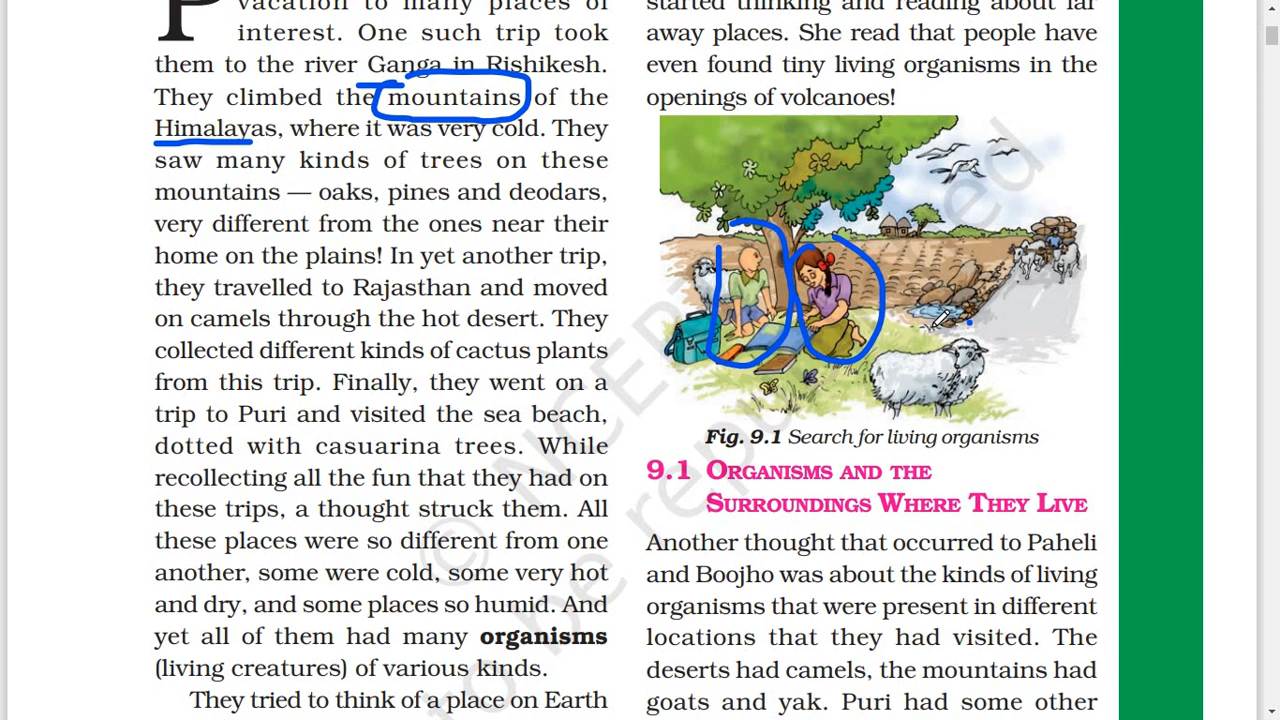 P
vacation to many places of
interest. One such trip took
them to the river Ganga in Rishikesh.
They climbed the mountains of the
Himalayas, where it was very cold. They
saw many kinds of trees on these
mountains — oaks, pines and deodars,
very different from the ones near their
home on the plains! In yet another trip,
they travelled to Rajasthan and moved
on camels through the hot desert. They
collected different kinds of cactus plants
from this trip. Finally, they went on a
trip to Puri and visited the sea beach,
dotted with casuarina trees. While
recollecting all the fun that they had on
these trips, a thought struck them. All
these places were so different from one
another, some were cold, some very hot
and dry, and some places so humid. And
yet all of them had many organisms
(living creatures) of various kinds.
They tried to think of a place on Earth
started thinking and reading about far
away places. She read that people have
even found tiny living organisms in the
openings of volcanoes!
Fig. 9.1 Search for living organisms
9.1 ORGANISMS AND THE
SURROUNDINGS WHERE THEY LIVE
Another thought that occurred to Paheli
and Boojho was about the kinds of living
organisms that were present in different
locations that they had visited. The
deserts had camels, the mountains had
goats and yak. Puri had some other
© NCERT
to be republished